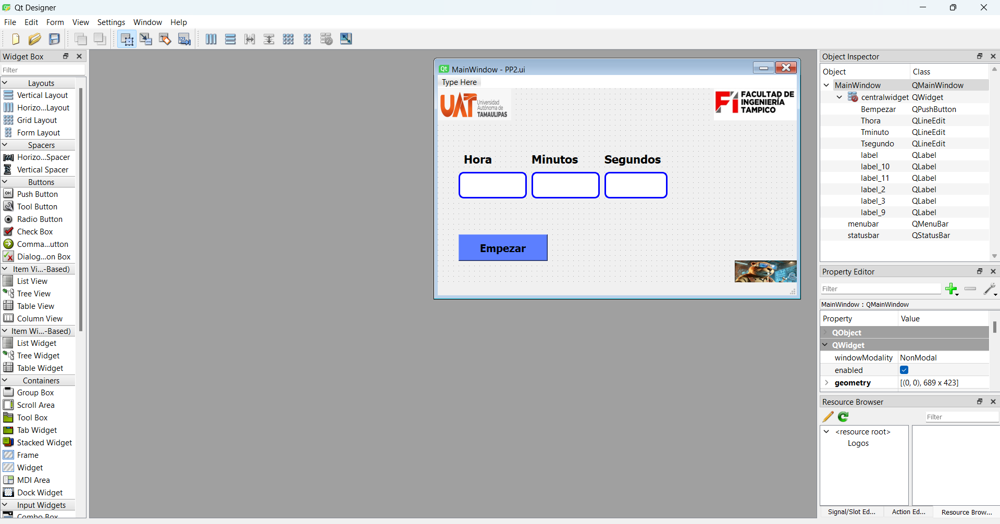 Qt Designer
File Edit Form View Settings Window Help
Widget Box
Filter
Layouts
Vertical Layout
Horizo...Layout
Grid Layout
Form Layout
Spacers
Horizo...Spacer
Vertical Spacer
Buttons
OK Push Button
Tool Button
Radio Button
Check Box
Comma...utton
Dialog...on Box
Item Vi...-Based)
List View
Tree View
Table View
Column View
Item Wi...-Based)
List Widget
Tree Widget
Table Widget
Containers
Group Box
Scroll Area
Tool Box
Tab Widget
Stacked Widget
Frame
Widget
MDI Area
Dock Widget
Input Widgets
Combo Box
123
Qt MainWindow - PP2.ui
Type Here
UAT Universidad
Autónoma de
TAMAULIPAS
FI FACULTAD DE
INGENIERÍA
TAMPICO
Hora Minutos Segundos
Empezar
Object Inspector
Object Class
MainWindow QMainWindow
centralwidget QWidget
Bempezar QPushButton
Thora QLineEdit
Tminuto QLineEdit
Tsegundo QLineEdit
label QLabel
label_10 QLabel
label_11 QLabel
label_2 QLabel
label_3 QLabel
label_9 QLabel
menubar QMenuBar
statusbar QStatusBar
Property Editor
Filter
MainWindow : QMainWindow
Property Value
QObject
QWidget
windowModality NonModal
enabled
geometry [(0, 0), 689 x 423]
Resource Browser
Filter
<resource root>
Logos
Signal/Slot Ed... Action Ed... Resource Brow...